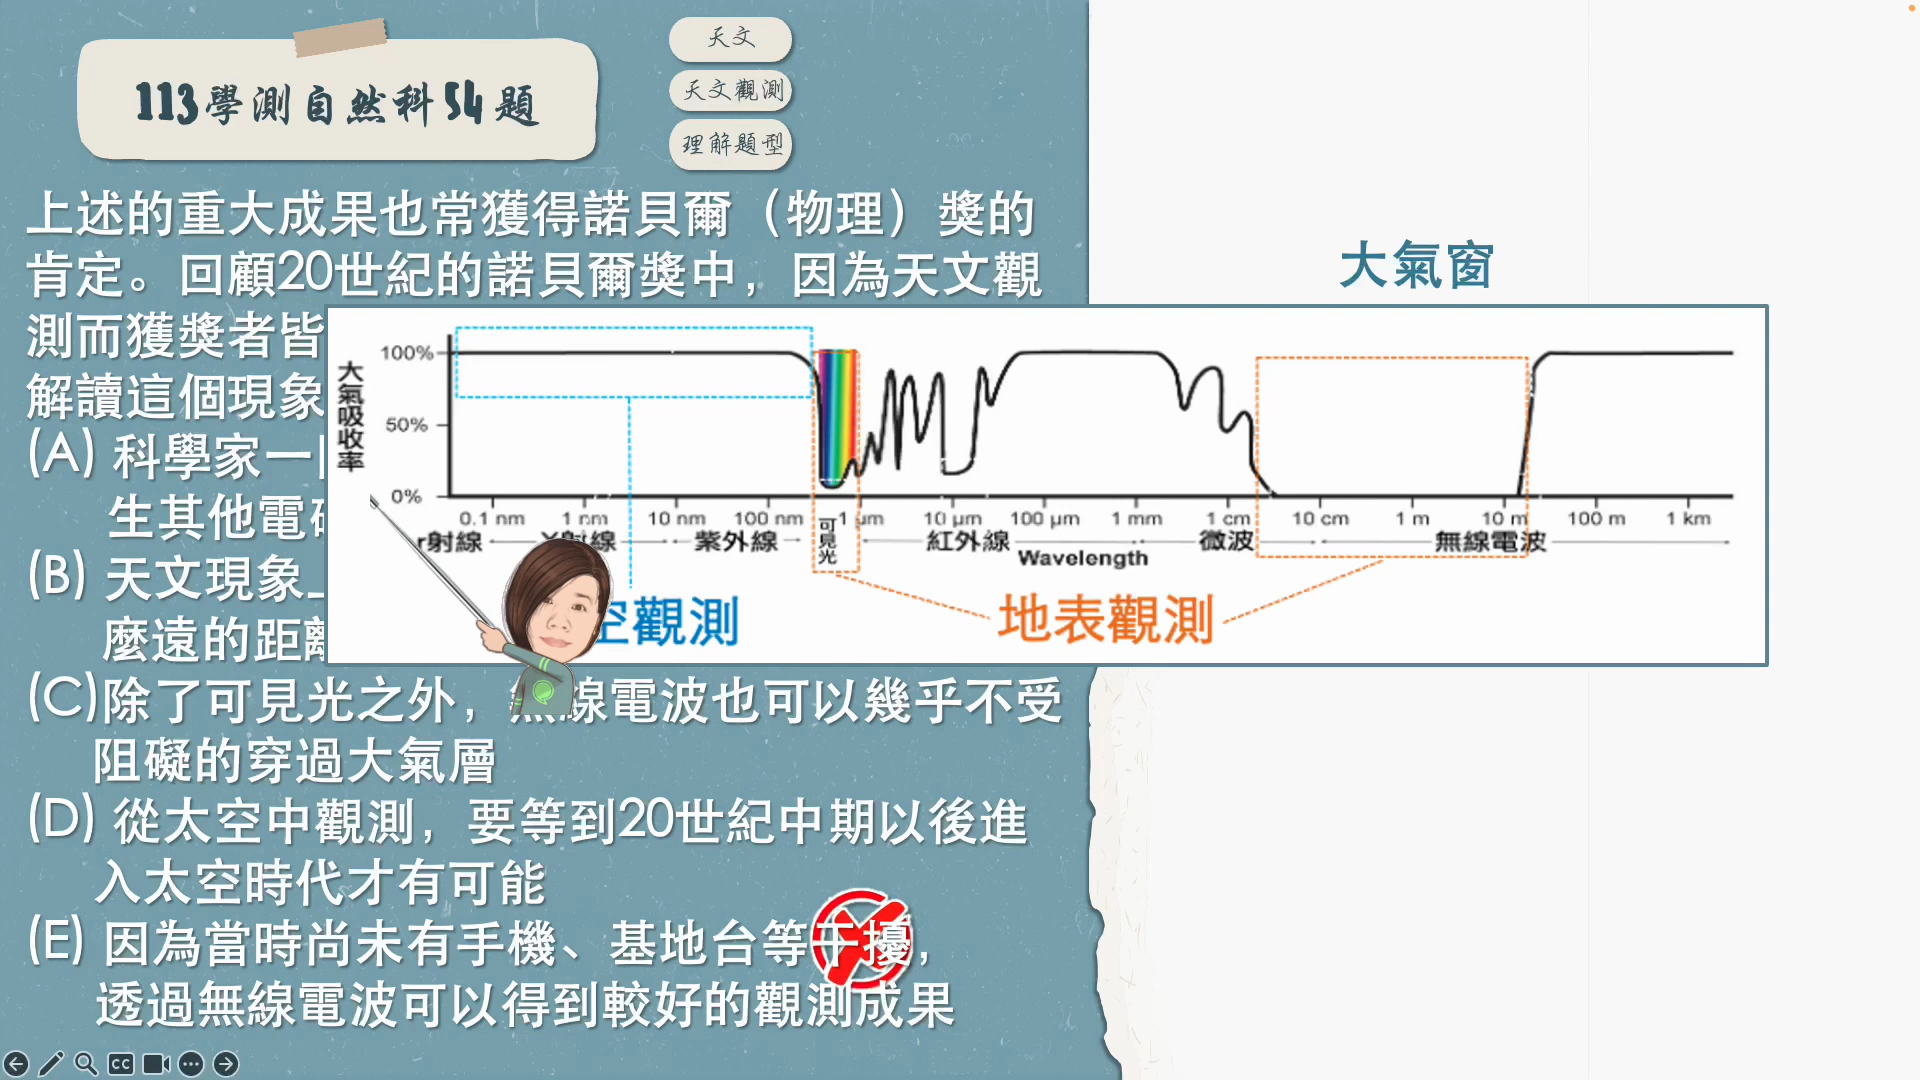 113學測自然科54題
天文
天文觀測
理解題型
上述的重大成果也常獲得諾貝爾（物理）獎的
肯定。回顧20世紀的諾貝爾獎中，因為天文觀
測而獲獎者皆
解讀這個現象
(A) 科學家一
生其他電
(B) 天文現象
麼遠的距離
(C)除了可見光之外，無線電波也可以幾乎不受
阻礙的穿過大氣層
(D) 從太空中觀測，要等到20世紀中期以後進
入太空時代才有可能
(E) 因為當時尚未有手機、基地台等干擾，
透過無線電波可以得到較好的觀測成果
大氣窗
大氣吸收率
100%
50%
0%
0.1 nm 1 nm 10 nm 100 nm 1 μm 10 μm 100 μm 1 mm 1 cm 10 cm 1 m 10 m 100 m 1 km
r射線 X射線 紫外線 可見光 紅外線 微波 無線電波
Wavelength
空觀測
地表觀測
CC